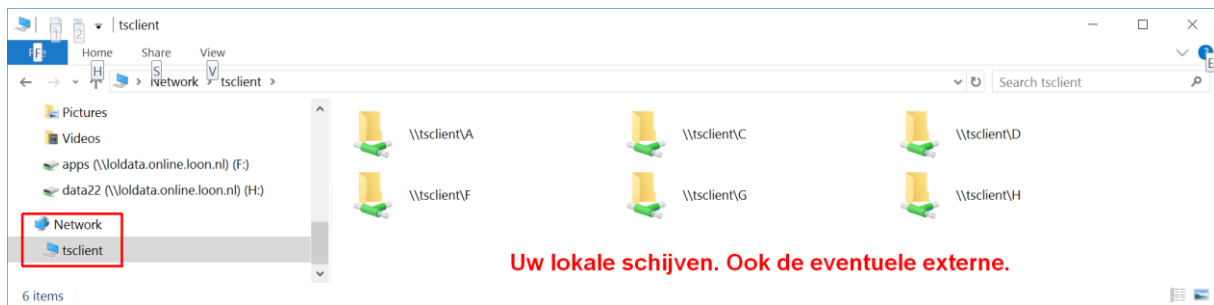 tsclient
1
2
File
F
Home
Share
View
H
S
V
E
Network > tsclient >
Search tsclient
Pictures
Videos
apps (\\loldata.online.loon.nl) (F:)
data22 (\\loldata.online.loon.nl) (H:)
Network
tsclient
\\tsclient\A
\\tsclient\C
\\tsclient\D
\\tsclient\F
\\tsclient\G
\\tsclient\H
Uw lokale schijven. Ook de eventuele externe.
6 items